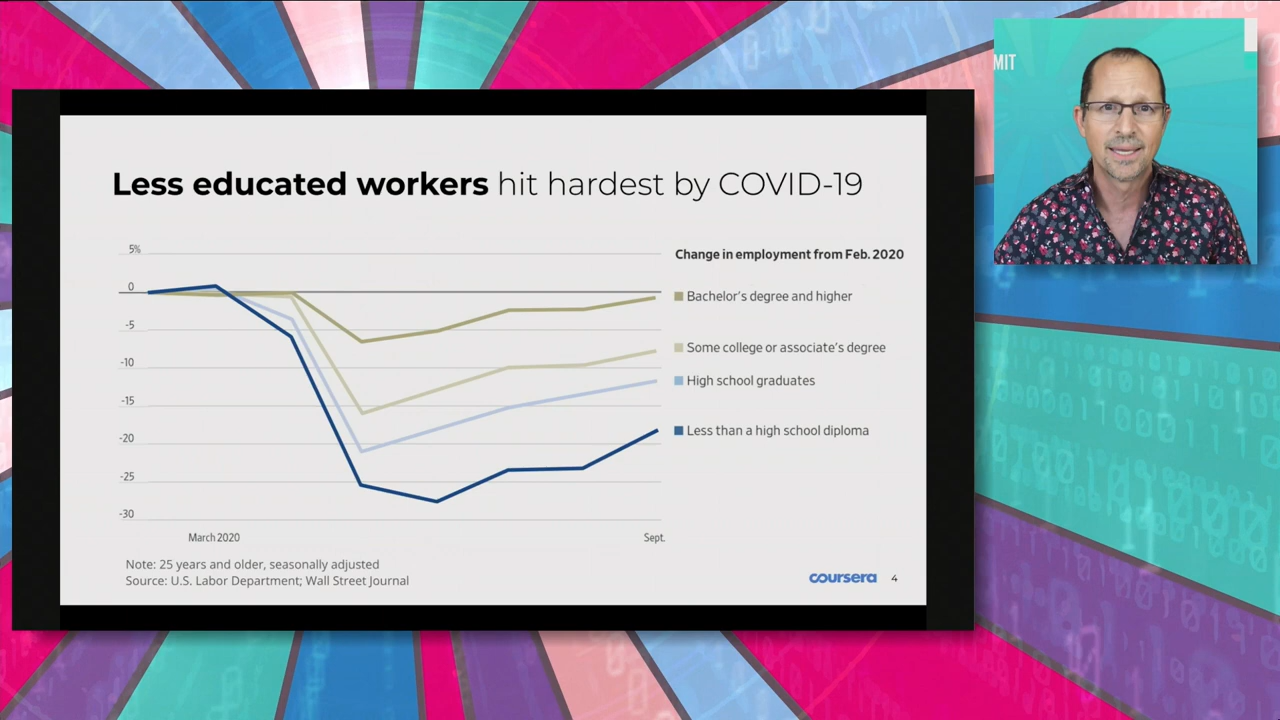 MIT
Less educated workers hit hardest by COVID-19
5%
0
-5
-10
-15
-20
-25
-30
March 2020
Sept.
Change in employment from Feb. 2020
Bachelor's degree and higher
Some college or associate's degree
High school graduates
Less than a high school diploma
Note: 25 years and older, seasonally adjusted
Source: U.S. Labor Department; Wall Street Journal
coursera
4